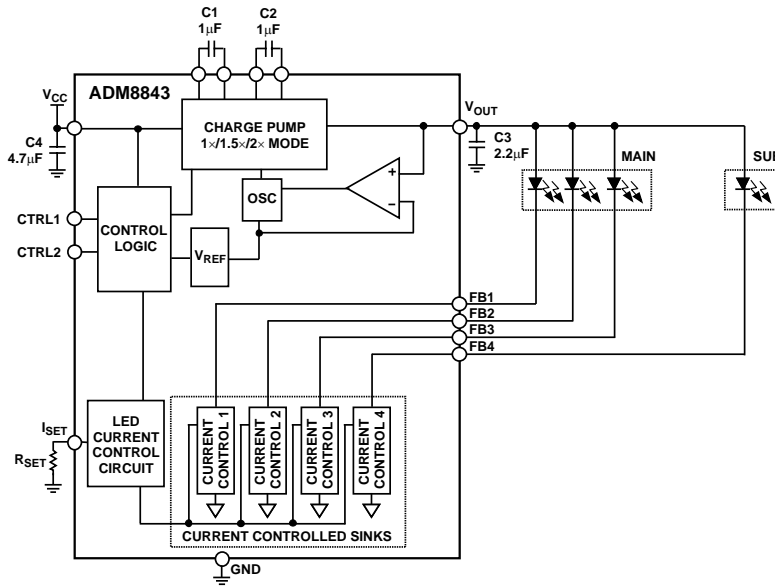 C1
1µF
C2
1µF
ADM8843
VCC
C4
4.7µF
CHARGE PUMP
1×/1.5×/2× MODE
VOUT
C3
2.2µF
MAIN
SUB
OSC
+
–
CTRL1
CTRL2
CONTROL
LOGIC
VREF
FB1
FB2
FB3
FB4
ISET
RSET
LED
CURRENT
CONTROL
CIRCUIT
CURRENT
CONTROL 1
CURRENT
CONTROL 2
CURRENT
CONTROL 3
CURRENT
CONTROL 4
CURRENT CONTROLLED SINKS
GND